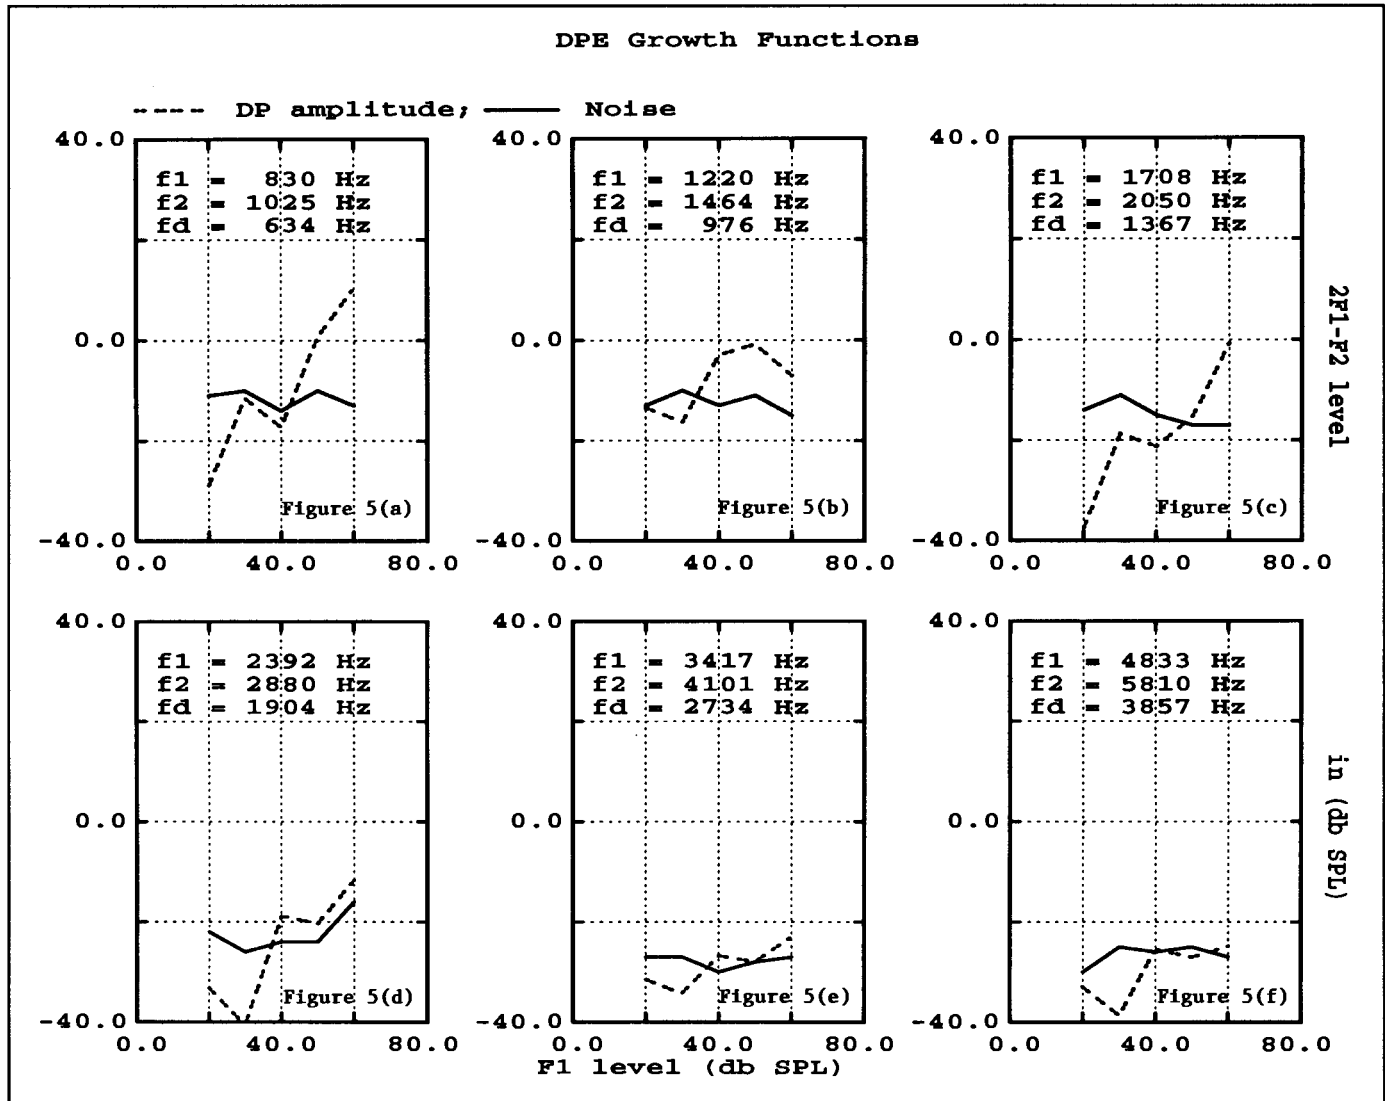 DPE Growth Functions
---- DP amplitude; —— Noise
40.0
f1 = 830 Hz
f2 = 1025 Hz
fd = 634 Hz
0.0
Figure 5(a)
-40.0
0.0 40.0 80.0
40.0
f1 = 1220 Hz
f2 = 1464 Hz
fd = 976 Hz
0.0
Figure 5(b)
-40.0
0.0 40.0 80.0
40.0
f1 = 1708 Hz
f2 = 2050 Hz
fd = 1367 Hz
0.0
Figure 5(c)
-40.0
0.0 40.0 80.0
2F1-F2 level
40.0
f1 = 2392 Hz
f2 = 2880 Hz
fd = 1904 Hz
0.0
Figure 5(d)
-40.0
0.0 40.0 80.0
40.0
f1 = 3417 Hz
f2 = 4101 Hz
fd = 2734 Hz
0.0
Figure 5(e)
-40.0
0.0 40.0 80.0
40.0
f1 = 4833 Hz
f2 = 5810 Hz
fd = 3857 Hz
0.0
Figure 5(f)
-40.0
0.0 40.0 80.0
in (db SPL)
F1 level (db SPL)